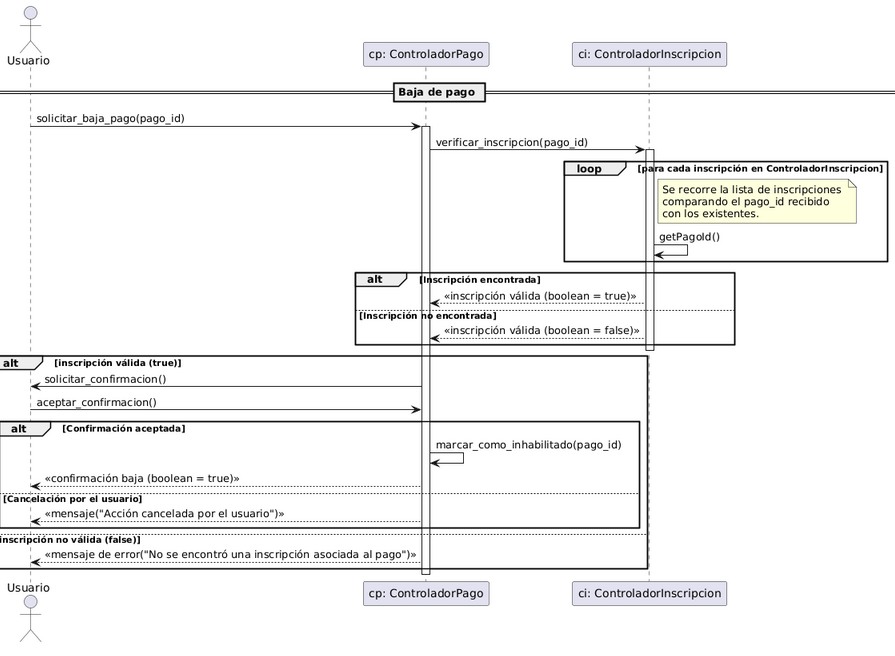 Usuario
cp: ControladorPago
ci: ControladorInscripcion
Baja de pago
solicitar_baja_pago(pago_id)
verificar_inscripcion(pago_id)
loop
[para cada inscripción en ControladorInscripcion]
Se recorre la lista de inscripciones
comparando el pago_id recibido
con los existentes.
getPagoId()
alt
[Inscripción encontrada]
«inscripción válida (boolean = true)»
[Inscripción no encontrada]
«inscripción válida (boolean = false)»
alt
[inscripción válida (true)]
solicitar_confirmacion()
aceptar_confirmacion()
alt
[Confirmación aceptada]
marcar_como_inhabilitado(pago_id)
«confirmación baja (boolean = true)»
[Cancelación por el usuario]
«mensaje("Acción cancelada por el usuario")»
inscripción no válida (false)]
«mensaje de error("No se encontró una inscripción asociada al pago")»
Usuario
cp: ControladorPago
ci: ControladorInscripcion